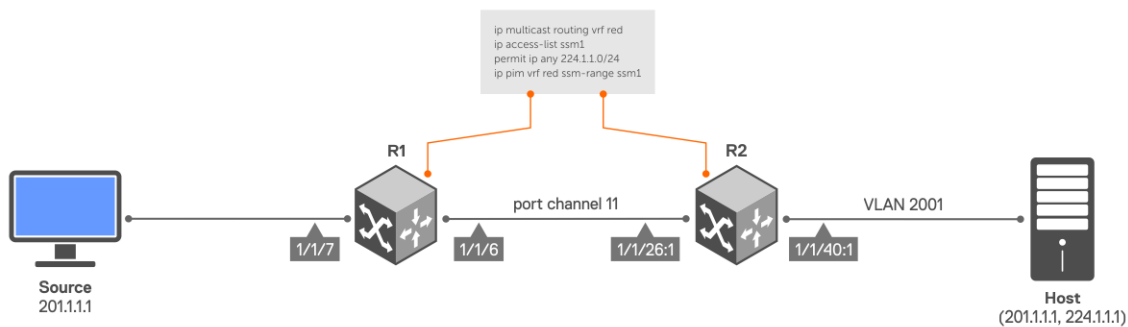 ip multicast routing vrf red
ip access-list ssm1
permit ip any 224.1.1.0/24
ip pim vrf red ssm-range ssm1
R1
R2
port channel 11
VLAN 2001
1/1/7
1/1/6
1/1/26:1
1/1/40:1
Source
201.1.1.1
Host
(201.1.1.1, 224.1.1.1)